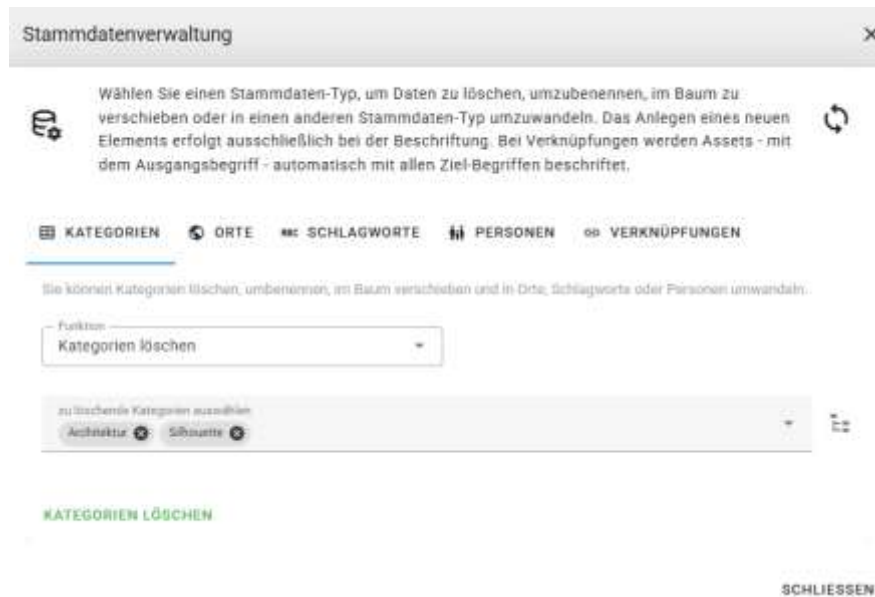 Stammdatenverwaltung
Wählen Sie einen Stammdaten-Typ, um Daten zu löschen, umzubenennen, im Baum zu
verschieben oder in einen anderen Stammdaten-Typ umzuwandeln. Das Anlegen eines neuen
Elements erfolgt ausschließlich bei der Beschriftung. Bei Verknüpfungen werden Assets - mit
dem Ausgangsbegriff - automatisch mit allen Ziel-Begriffen beschriftet.
KATEGORIEN ORTE ABC SCHLAGWORTE PERSONEN VERKNÜPFUNGEN
Sie können Kategorien löschen, umbenennen, im Baum verschieben und in Orte, Schlagworte oder Personen umwandeln.
Funktion
Kategorien löschen
zu löschende Kategorien auswählen
Architektur Silhouette
KATEGORIEN LÖSCHEN
SCHLIESSEN